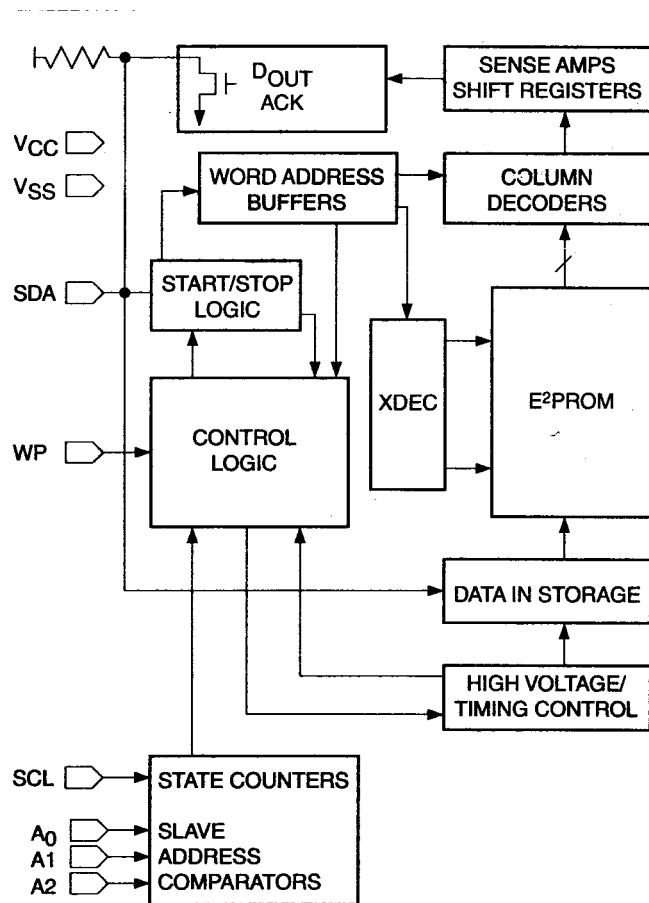 DOUT
ACK
SENSE AMPS
SHIFT REGISTERS
VCC
VSS
WORD ADDRESS
BUFFERS
COLUMN
DECODERS
SDA
START/STOP
LOGIC
XDEC
E²PROM
WP
CONTROL
LOGIC
DATA IN STORAGE
HIGH VOLTAGE/
TIMING CONTROL
SCL
STATE COUNTERS
A0
SLAVE
A1
ADDRESS
A2
COMPARATORS